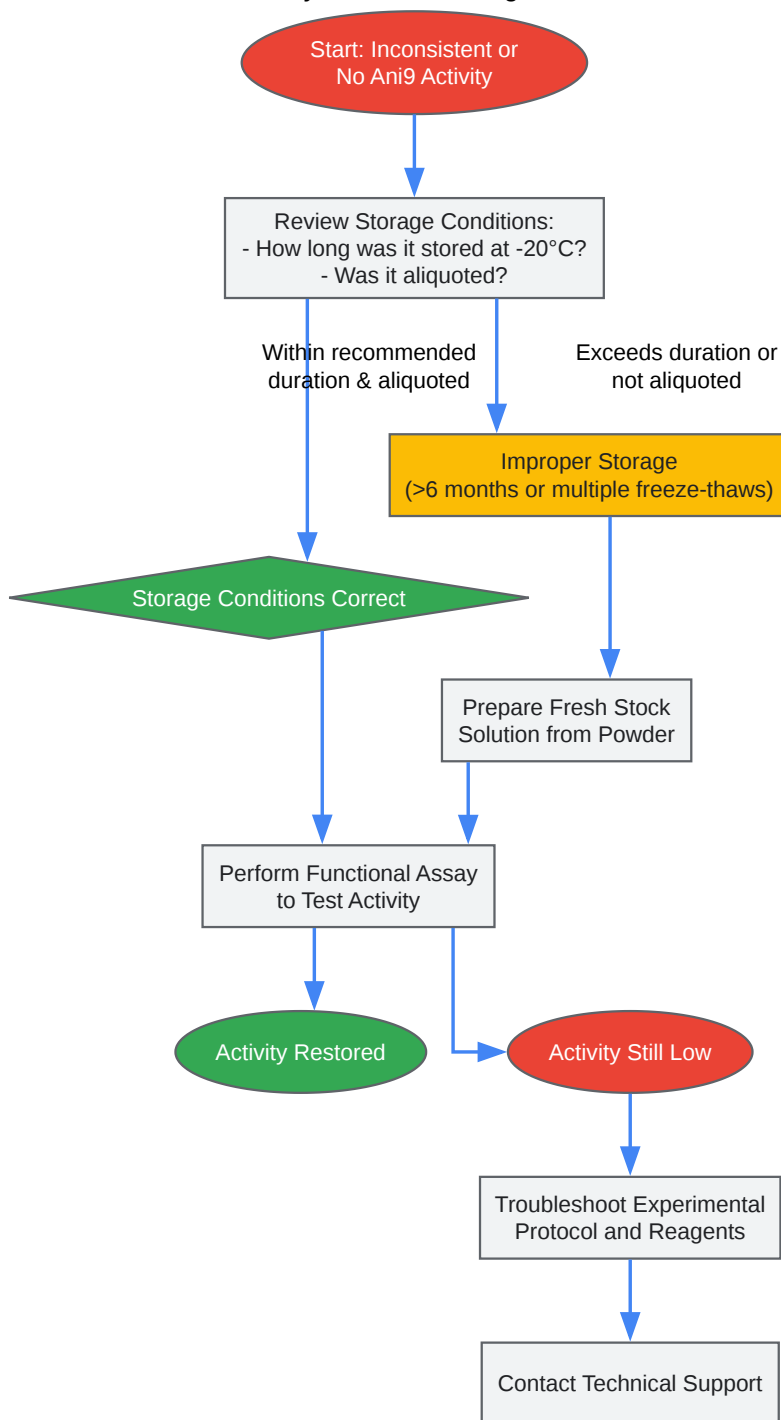 Start: Inconsistent or
No Ani9 Activity
Review Storage Conditions:
- How long was it stored at -20°C?
- Was it aliquoted?
Within recommended
duration & aliquoted
Exceeds duration or
not aliquoted
Improper Storage
(>6 months or multiple freeze-thaws)
Storage Conditions Correct
Prepare Fresh Stock
Solution from Powder
Perform Functional Assay
to Test Activity
Activity Restored
Activity Still Low
Troubleshoot Experimental
Protocol and Reagents
Contact Technical Support